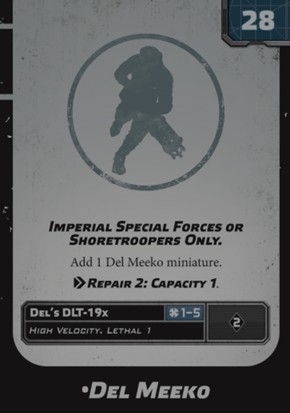 28
IMPERIAL SPECIAL FORCES OR
SHORETROOPERS ONLY.
Add 1 Del Meeko miniature.
REPAIR 2: CAPACITY 1.
DEL'S DLT-19X 1–5
HIGH VELOCITY, LETHAL 1
2
•DEL MEEKO